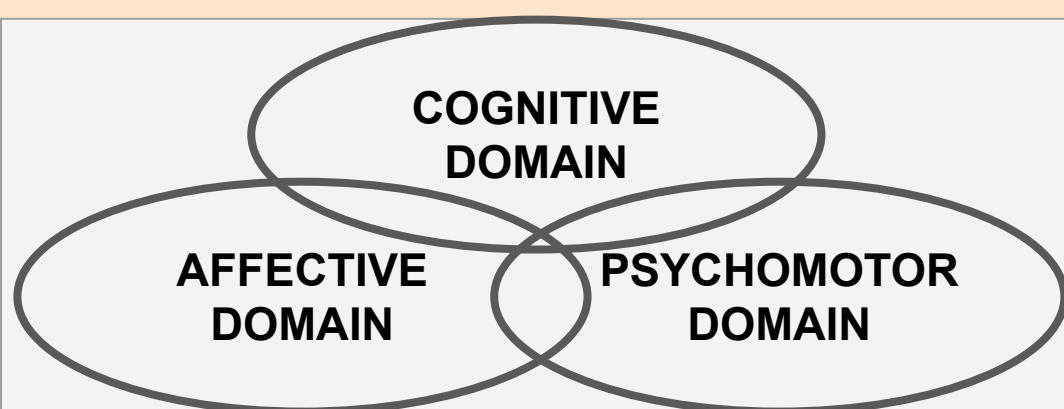 COGNITIVE
DOMAIN
AFFECTIVE
DOMAIN
PSYCHOMOTOR
DOMAIN